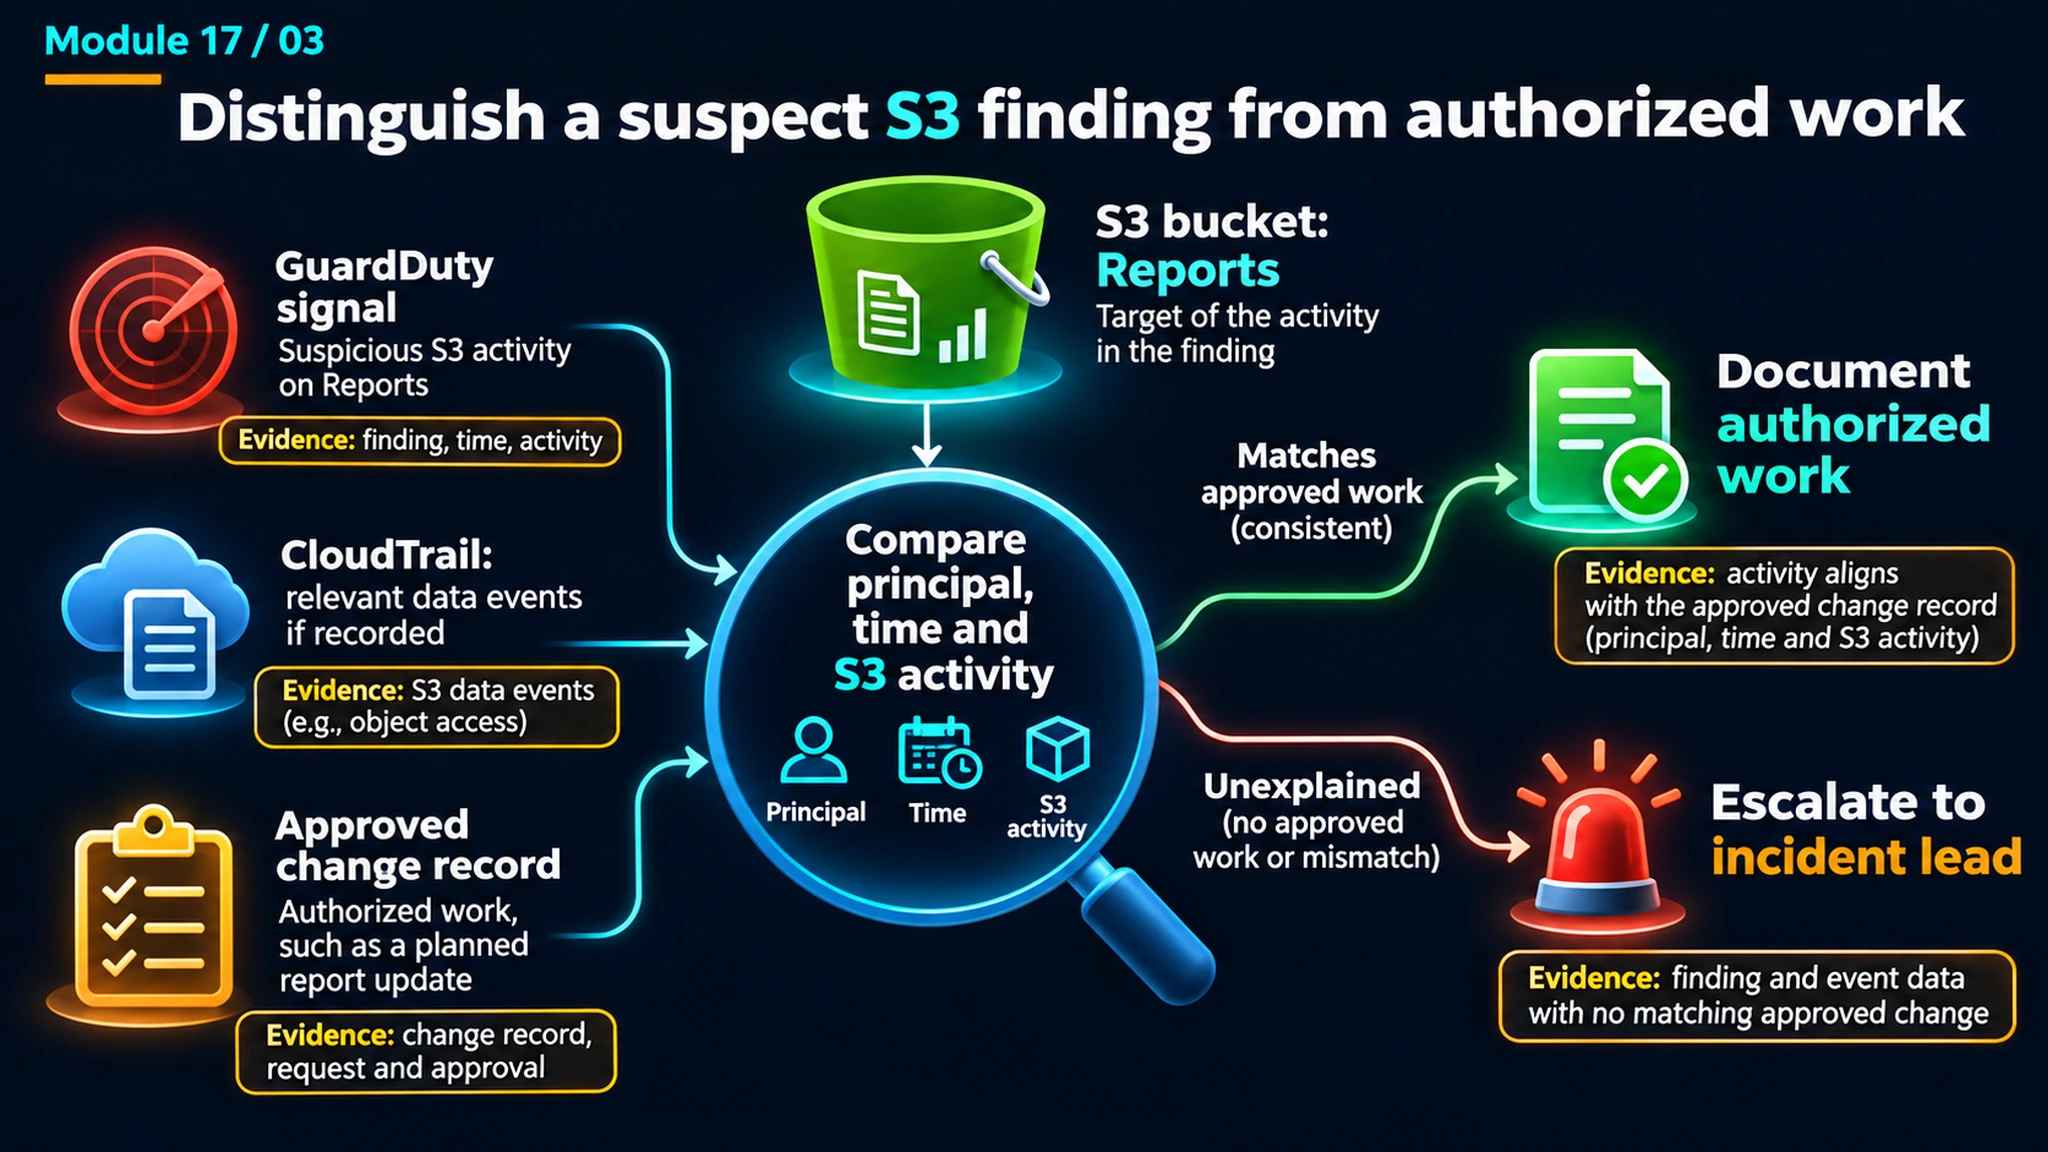 Module 17 / 03
Distinguish a suspect S3 finding from authorized work
GuardDuty
signal
Suspicious S3 activity
on Reports
Evidence: finding, time, activity
CloudTrail:
relevant data events
if recorded
Evidence: S3 data events
(e.g., object access)
Approved
change record
Authorized work,
such as a planned
report update
Evidence: change record,
request and approval
S3 bucket:
Reports
Target of the activity
in the finding
Compare
principal,
time and
S3 activity
Principal
Time
S3
activity
Matches
approved work
(consistent)
Unexplained
(no approved
work or mismatch)
Document
authorized
work
Evidence: activity aligns
with the approved change record
(principal, time and S3 activity)
Escalate to
incident lead
Evidence: finding and event data
with no matching approved change